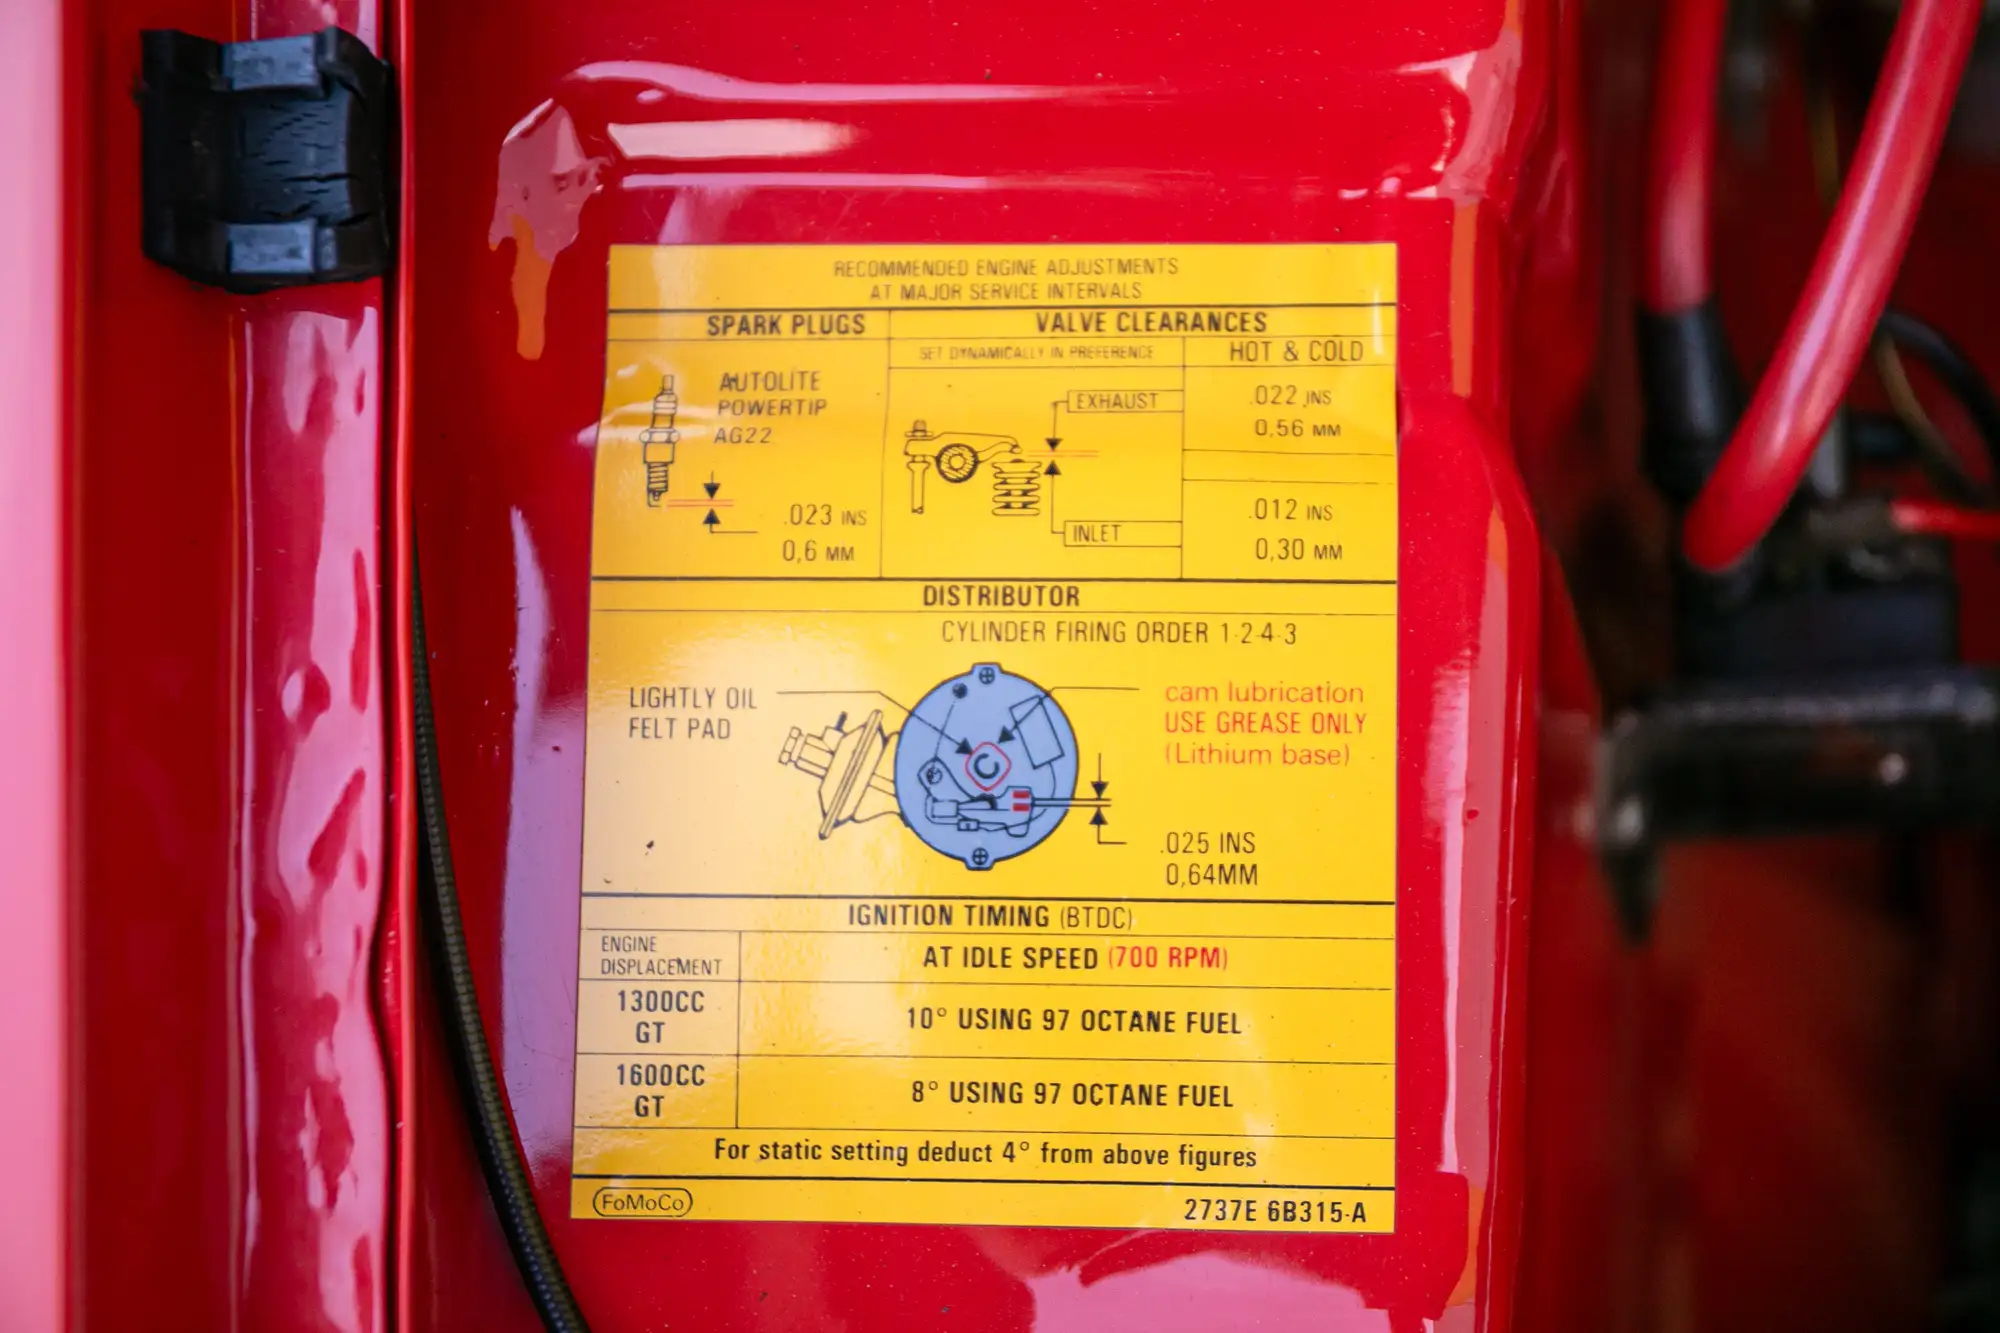 RECOMMENDED ENGINE ADJUSTMENTS
AT MAJOR SERVICE INTERVALS
SPARK PLUGS
VALVE CLEARANCES
SET DYNAMICALLY IN PREFERENCE
HOT & COLD
AUTOLITE
POWERTIP
AG22
.023 INS
0,6 MM
EXHAUST
.022 INS
0,56 MM
INLET
.012 INS
0,30 MM
DISTRIBUTOR
CYLINDER FIRING ORDER 1-2-4-3
LIGHTLY OIL
FELT PAD
C
cam lubrication
USE GREASE ONLY
(Lithium base)
.025 INS
0,64MM
IGNITION TIMING (BTDC)
ENGINE
DISPLACEMENT
AT IDLE SPEED (700 RPM)
1300CC
GT
10° USING 97 OCTANE FUEL
1600CC
GT
8° USING 97 OCTANE FUEL
For static setting deduct 4° from above figures
FoMoCo
2737E 6B315-A